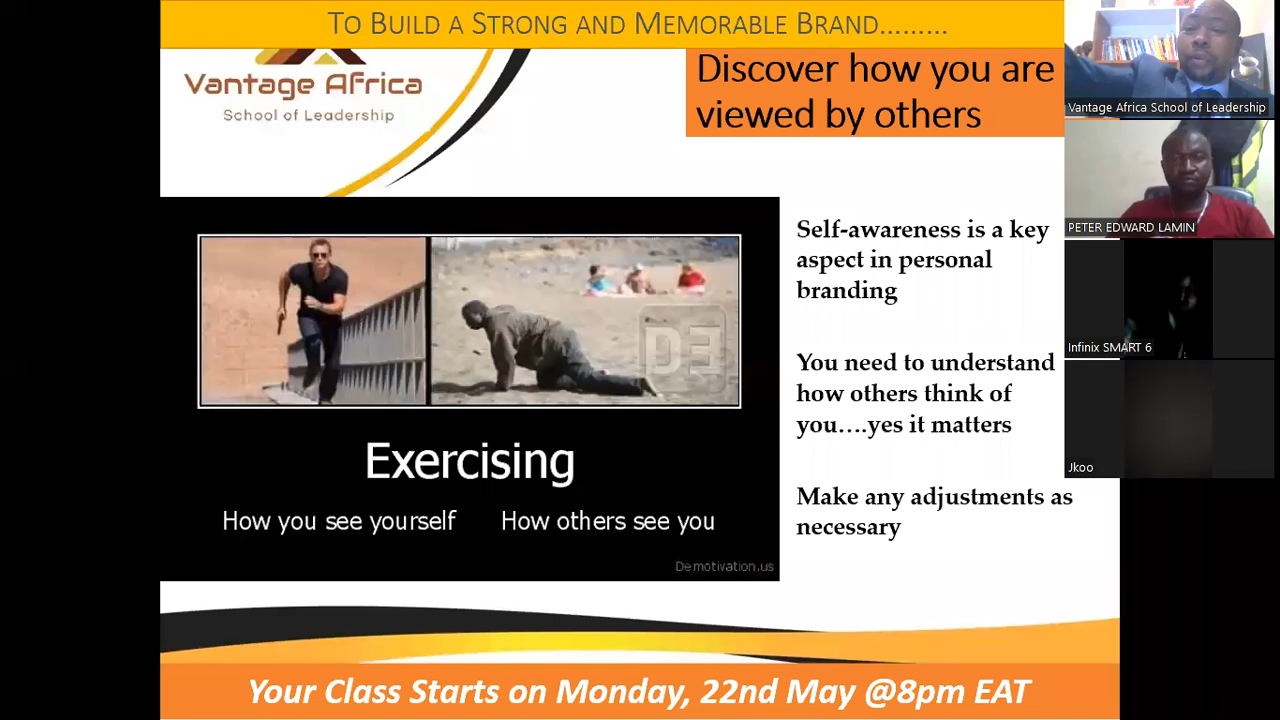 TO BUILD A STRONG AND MEMORABLE BRAND………
Vantage Africa
School of Leadership
Discover how you are
viewed by others
Self-awareness is a key
aspect in personal
branding
You need to understand
how others think of
you….yes it matters
Make any adjustments as
necessary
DE
Exercising
How you see yourself How others see you
Demotivation.us
Your Class Starts on Monday, 22nd May @8pm EAT
Vantage Africa School of Leadership
PETER EDWARD LAMIN
Infinix SMART 6
Jkoo